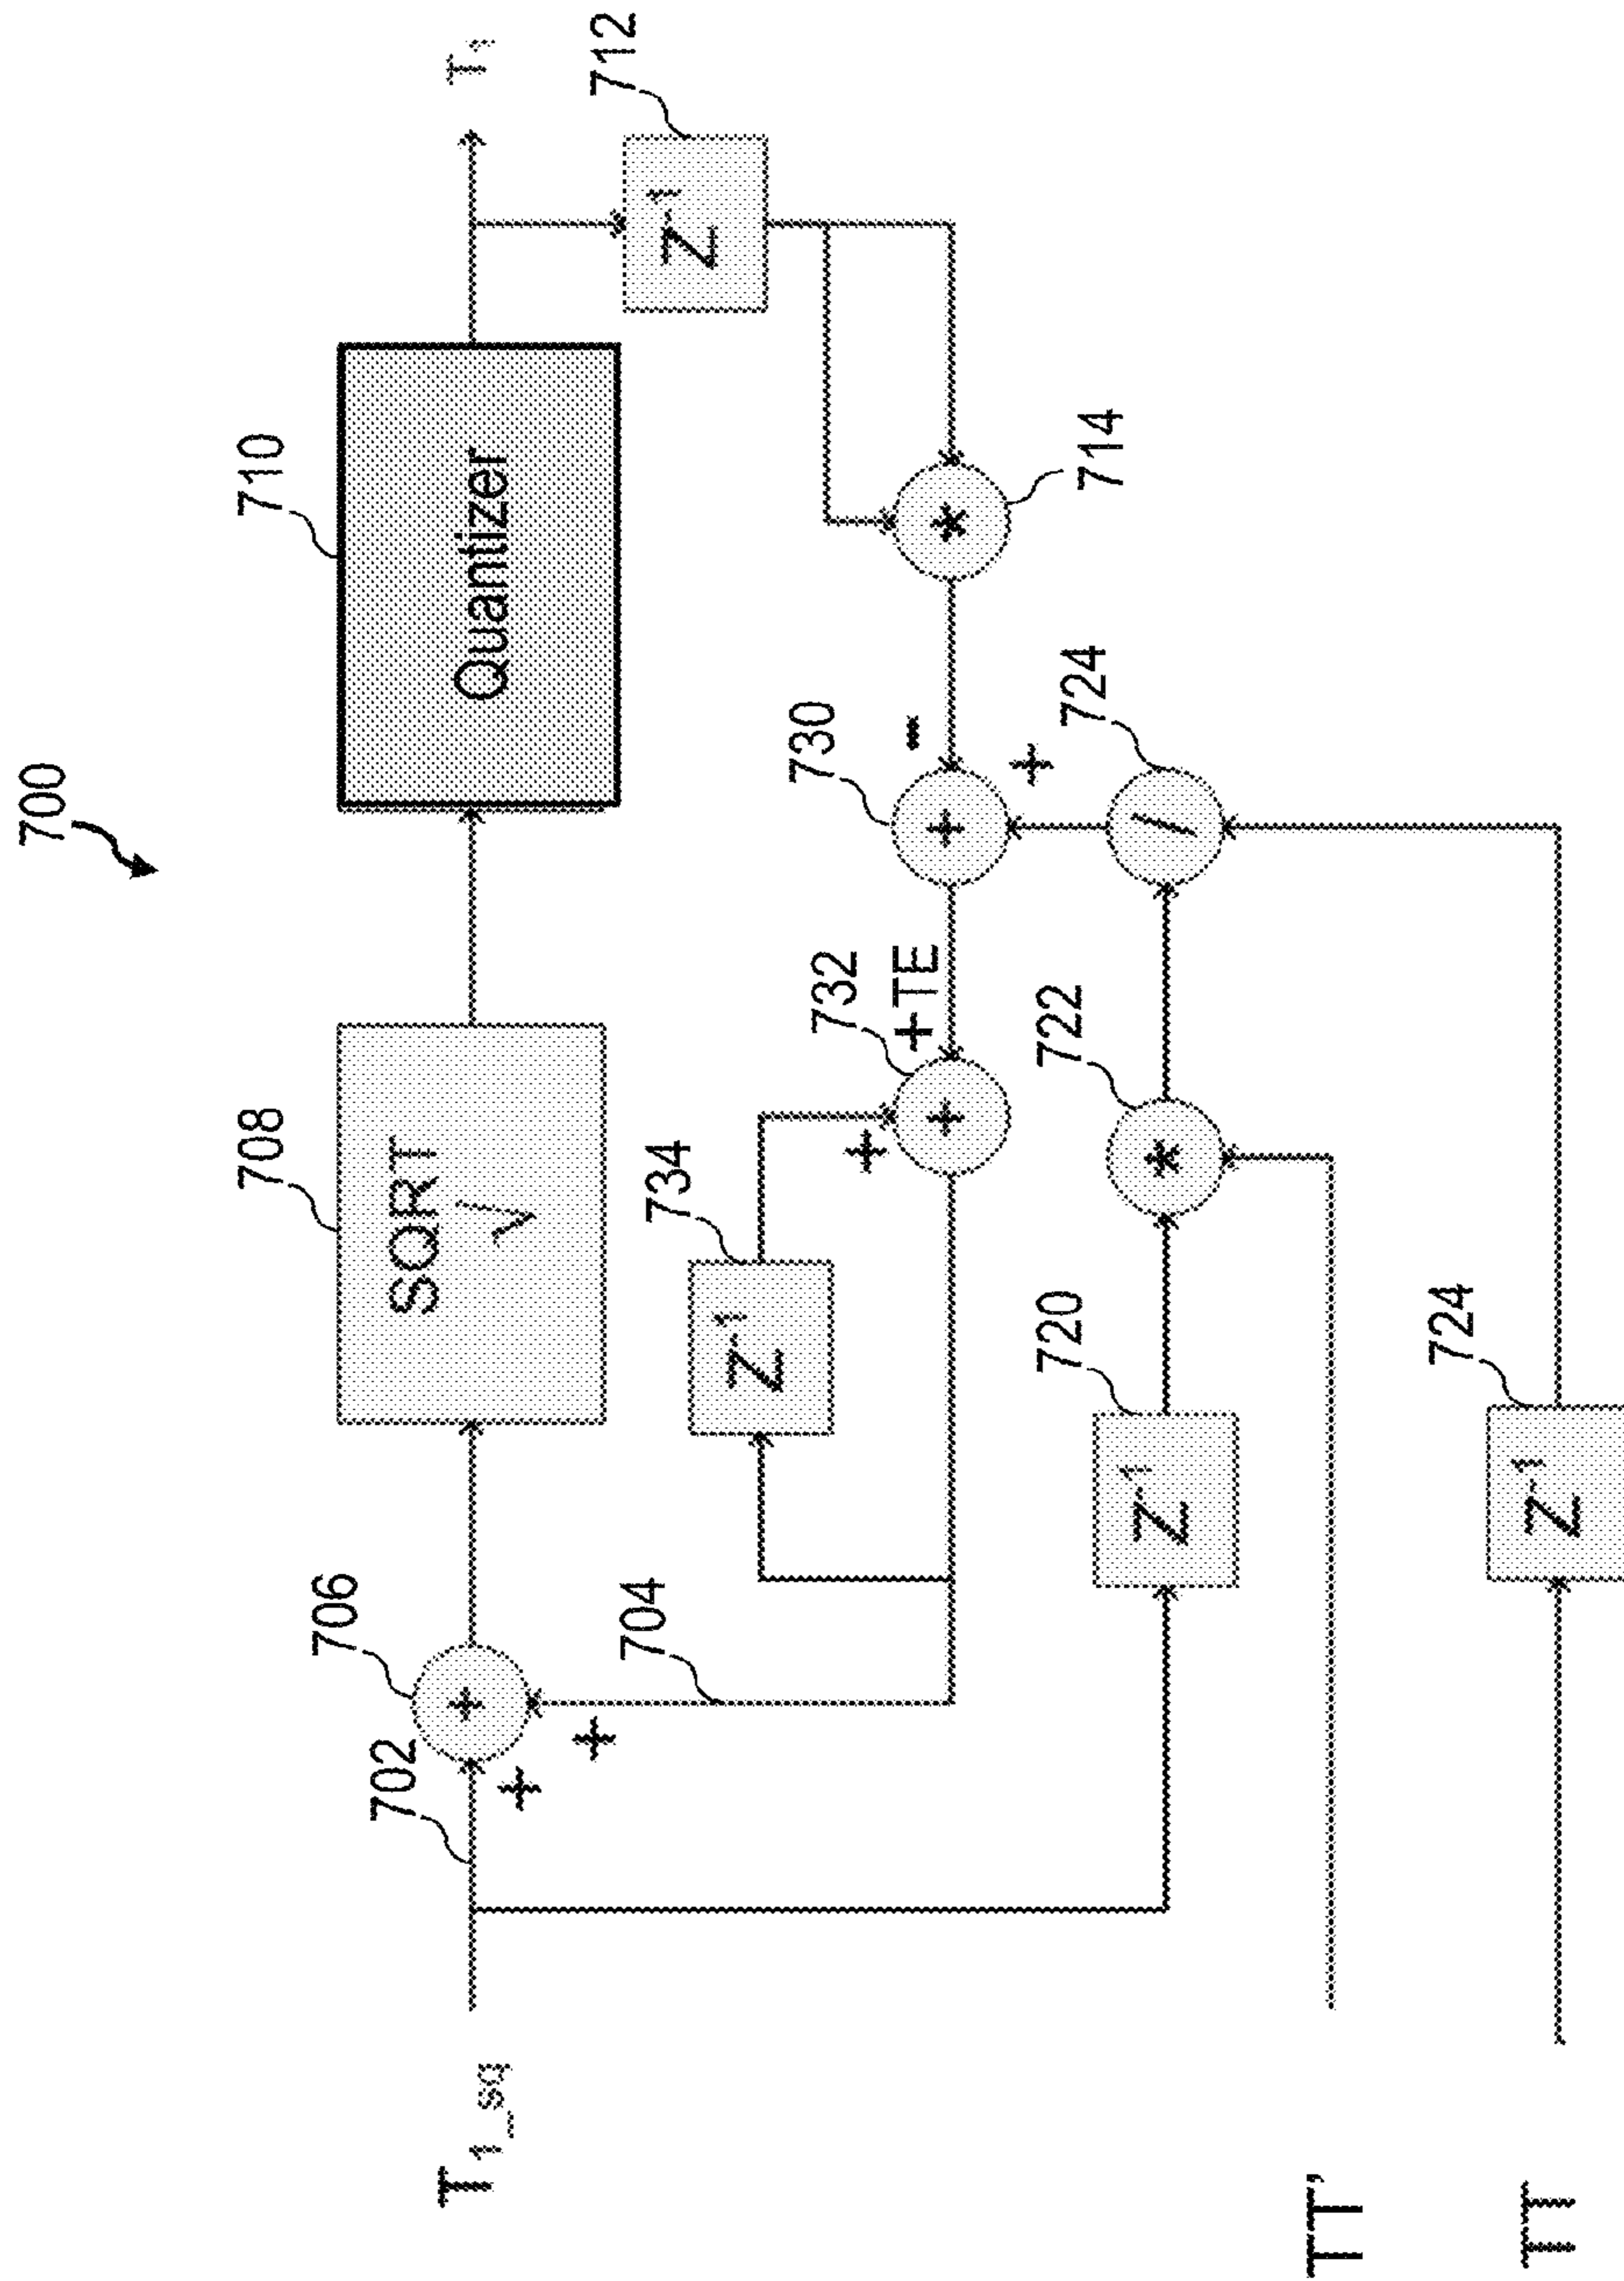 700
702
706
708
SQRT
√
710
Quantizer
T₁
T₁_sq
+
+
+
704
734
Z⁻¹
732
+
+
+ TE
730
+
-
+
712
Z⁻¹
714
*
720
Z⁻¹
722
*
724
/
TT'
724
Z⁻¹
TT